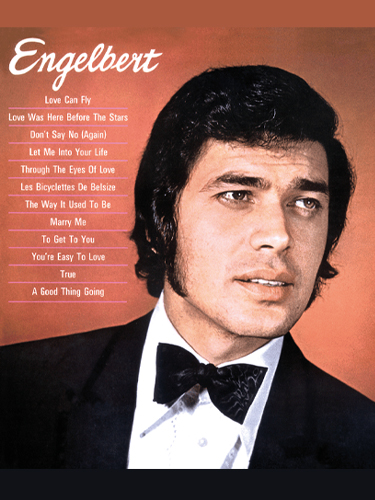 Engelbert
Love Can Fly
Love Was Here Before The Stars
Don't Say No (Again)
Let Me Into Your Life
Through The Eyes Of Love
Les Bicyclettes De Belsize
The Way It Used To Be
Marry Me
To Get To You
You're Easy To Love
True
A Good Thing Going